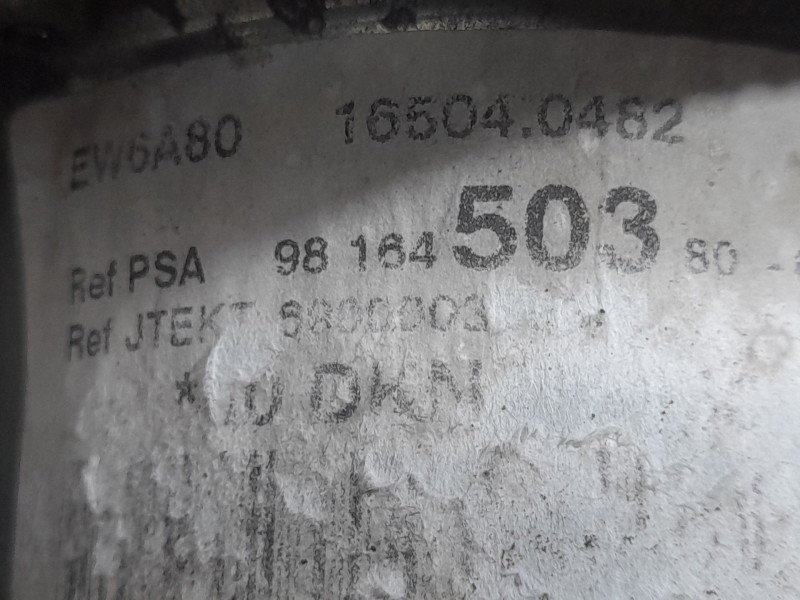 EW6A80 16504.0482
Ref PSA 98 164 503 80
Ref JTEKT
* DKN